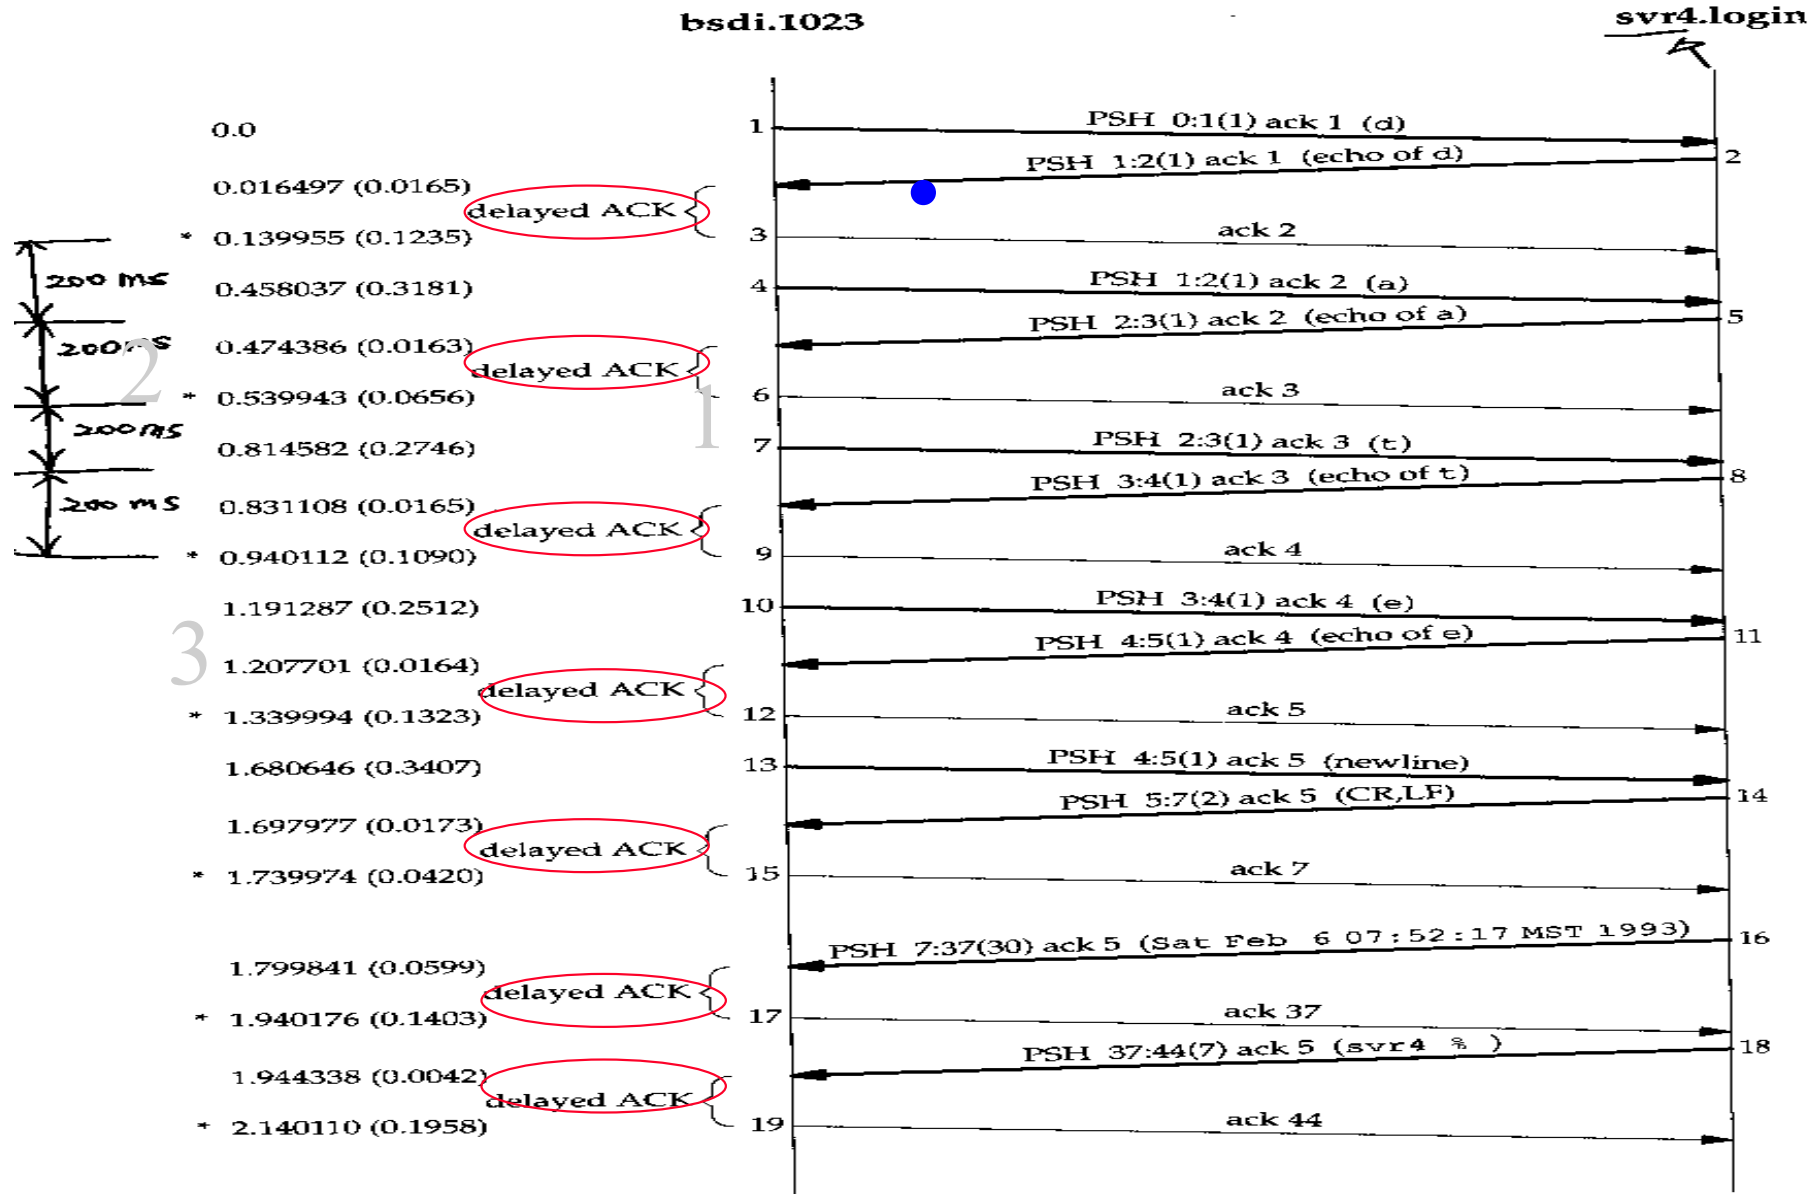 bsdi.1023 svr4.login
0.0 1 PSH 0:1(1) ack 1 (d)
PSH 1:2(1) ack 1 (echo of d) 2
0.016497 (0.0165)
delayed ACK
* 0.139955 (0.1235) 3 ack 2
200 ms
0.458037 (0.3181) 4 PSH 1:2(1) ack 2 (a)
PSH 2:3(1) ack 2 (echo of a) 5
200ms 2 0.474386 (0.0163)
delayed ACK
* 0.539943 (0.0656) 1 6 ack 3
200ms
0.814582 (0.2746) 7 PSH 2:3(1) ack 3 (t)
PSH 3:4(1) ack 3 (echo of t) 8
200 ms 0.831108 (0.0165)
delayed ACK
* 0.940112 (0.1090) 9 ack 4
1.191287 (0.2512) 10 PSH 3:4(1) ack 4 (e)
PSH 4:5(1) ack 4 (echo of e) 11
3 1.207701 (0.0164)
delayed ACK
* 1.339994 (0.1323) 12 ack 5
1.680646 (0.3407) 13 PSH 4:5(1) ack 5 (newline)
PSH 5:7(2) ack 5 (CR,LF) 14
1.697977 (0.0173)
delayed ACK
* 1.739974 (0.0420) 15 ack 7
PSH 7:37(30) ack 5 (Sat Feb 6 07:52:17 MST 1993) 16
1.799841 (0.0599)
delayed ACK
* 1.940176 (0.1403) 17 ack 37
PSH 37:44(7) ack 5 (svr4 % ) 18
1.944338 (0.0042)
delayed ACK
* 2.140110 (0.1958) 19 ack 44